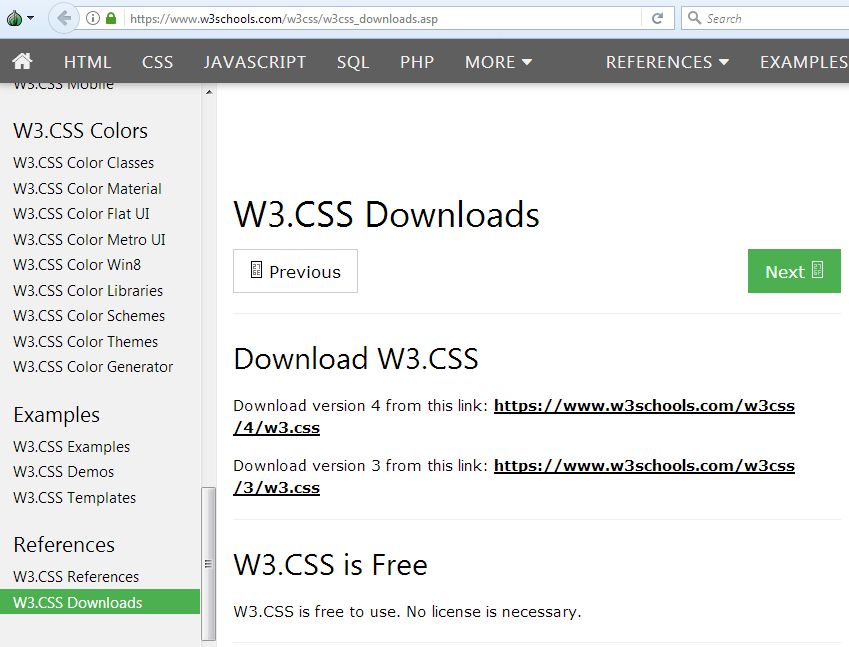 https://www.w3schools.com/w3css/w3css_downloads.asp
Search
HTML
CSS
JAVASCRIPT
SQL
PHP
MORE
REFERENCES
EXAMPLES
W3.CSS Mobile
W3.CSS Colors
W3.CSS Color Classes
W3.CSS Color Material
W3.CSS Color Flat UI
W3.CSS Color Metro UI
W3.CSS Color Win8
W3.CSS Color Libraries
W3.CSS Color Schemes
W3.CSS Color Themes
W3.CSS Color Generator
Examples
W3.CSS Examples
W3.CSS Demos
W3.CSS Templates
References
W3.CSS References
W3.CSS Downloads
W3.CSS Downloads
Previous
Next
Download W3.CSS
Download version 4 from this link: https://www.w3schools.com/w3css
/4/w3.css
Download version 3 from this link: https://www.w3schools.com/w3css
/3/w3.css
W3.CSS is Free
W3.CSS is free to use. No license is necessary.